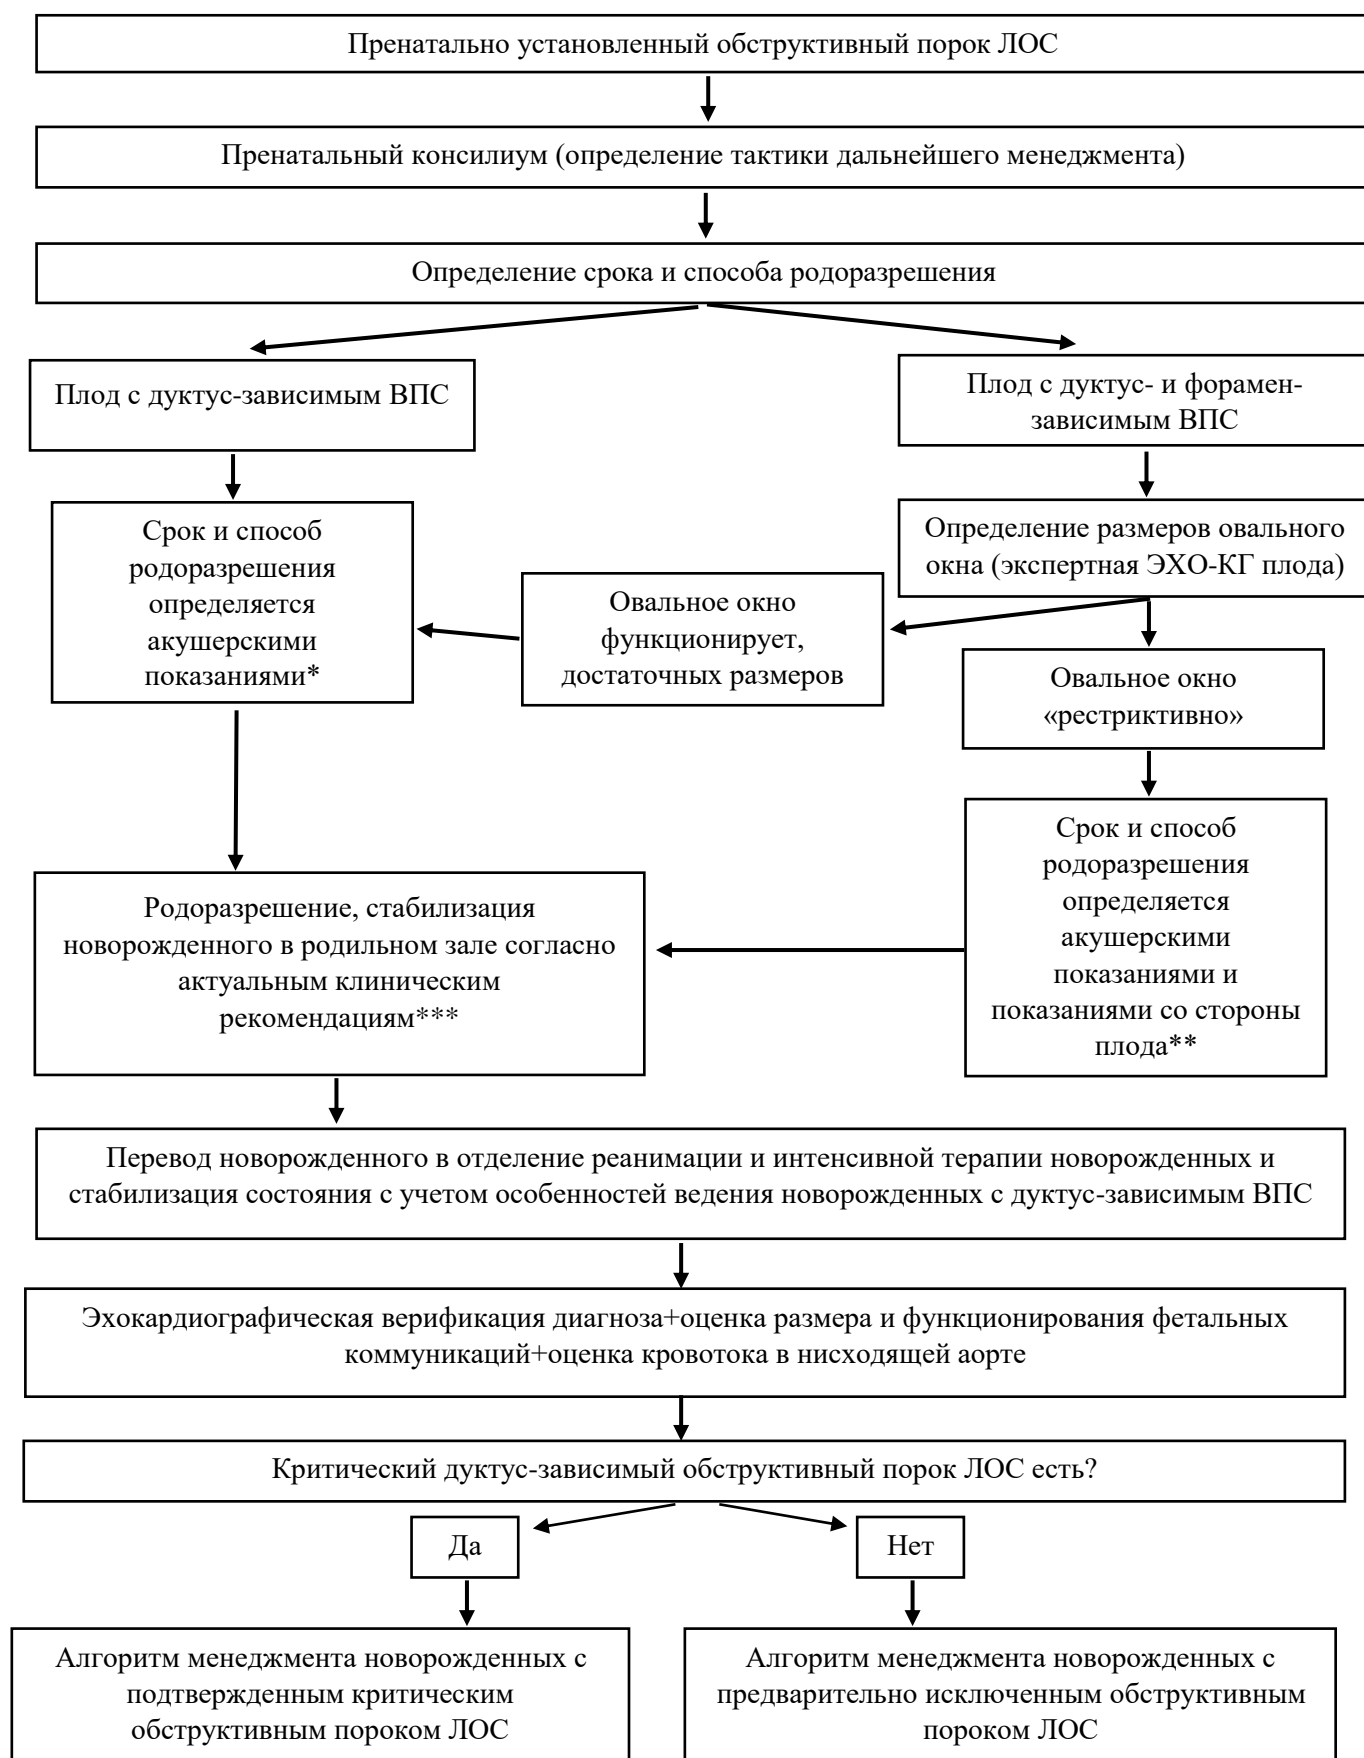 Пренатально установленный обструктивный порок ЛОС
Пренатальный консилиум (определение тактики дальнейшего менеджмента)
Определение срока и способа родоразрешения
Плод с дуктус-зависимым ВПС
Плод с дуктус- и форамен-
зависимым ВПС
Срок и способ
родоразрешения
определяется
акушерскими
показаниями*
Овальное окно
функционирует,
достаточных размеров
Определение размеров овального
окна (экспертная ЭХО-КГ плода)
Овальное окно
«рестриктивно»
Срок и способ
родоразрешения
определяется
акушерскими
показаниями и
показаниями со стороны
плода**
Родоразрешение, стабилизация
новорожденного в родильном зале согласно
актуальным клиническим
рекомендациям***
Перевод новорожденного в отделение реанимации и интенсивной терапии новорожденных и
стабилизация состояния с учетом особенностей ведения новорожденных с дуктус-зависимым ВПС
Эхокардиографическая верификация диагноза+оценка размера и функционирования фетальных
коммуникаций+оценка кровотока в нисходящей аорте
Критический дуктус-зависимый обструктивный порок ЛОС есть?
Да
Нет
Алгоритм менеджмента новорожденных с
подтвержденным критическим
обструктивным пороком ЛОС
Алгоритм менеджмента новорожденных с
предварительно исключенным обструктивным
пороком ЛОС